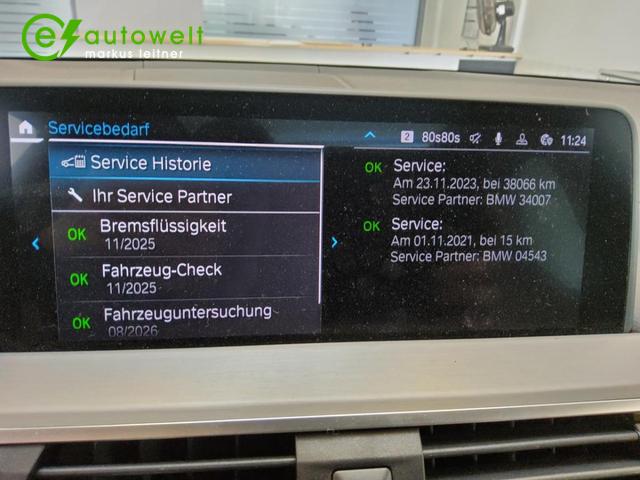 e autowelt
markus leitner
Servicebedarf
2 80s80s 11:24
Service Historie
Ihr Service Partner
OK Bremsflüssigkeit
11/2025
OK Fahrzeug-Check
11/2025
OK Fahrzeuguntersuchung
08/2026
OK Service:
Am 23.11.2023, bei 38066 km
Service Partner: BMW 34007
OK Service:
Am 01.11.2021, bei 15 km
Service Partner: BMW 04543